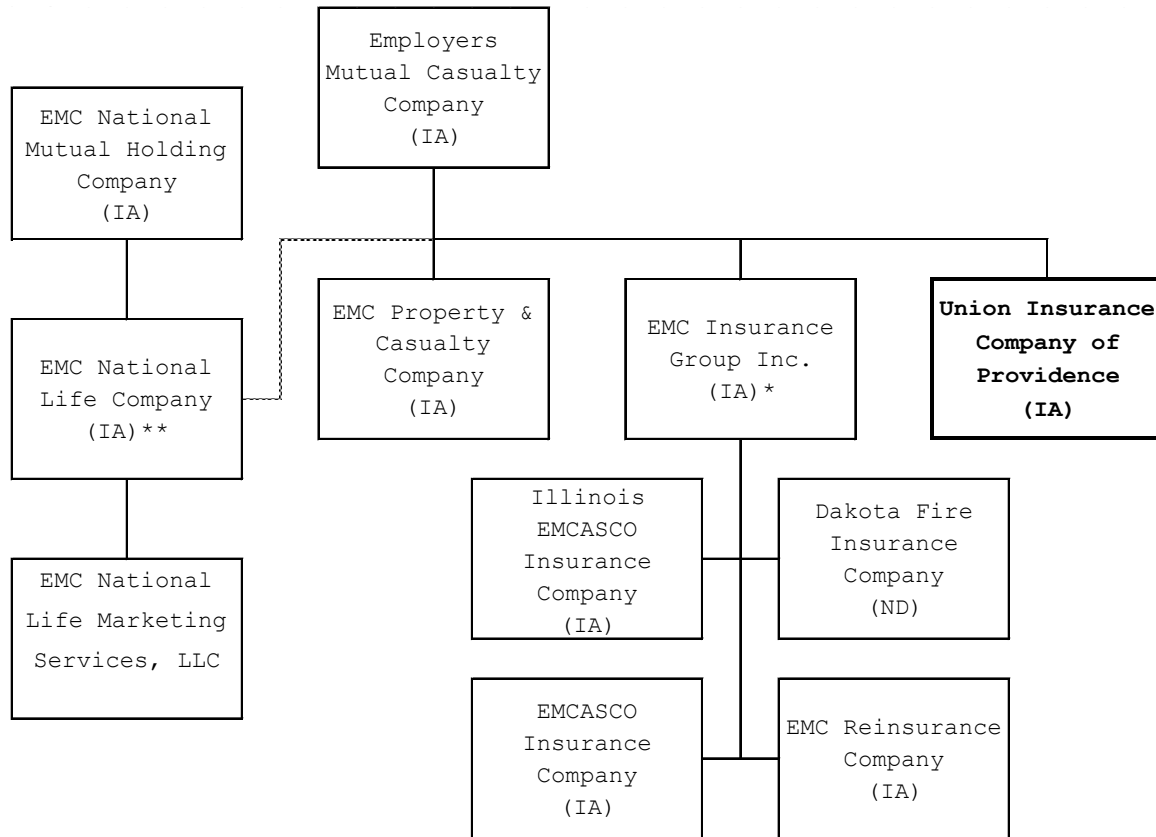 Employers
Mutual Casualty
Company
(IA)
EMC National
Mutual Holding
Company
(IA)
EMC National
Life Company
(IA)**
EMC National
Life Marketing
Services, LLC
EMC Property &
Casualty
Company
(IA)
EMC Insurance
Group Inc.
(IA)*
Union Insurance
Company of
Providence
(IA)
Illinois
EMCASCO
Insurance
Company
(IA)
Dakota Fire
Insurance
Company
(ND)
EMCASCO
Insurance
Company
(IA)
EMC Reinsurance
Company
(IA)